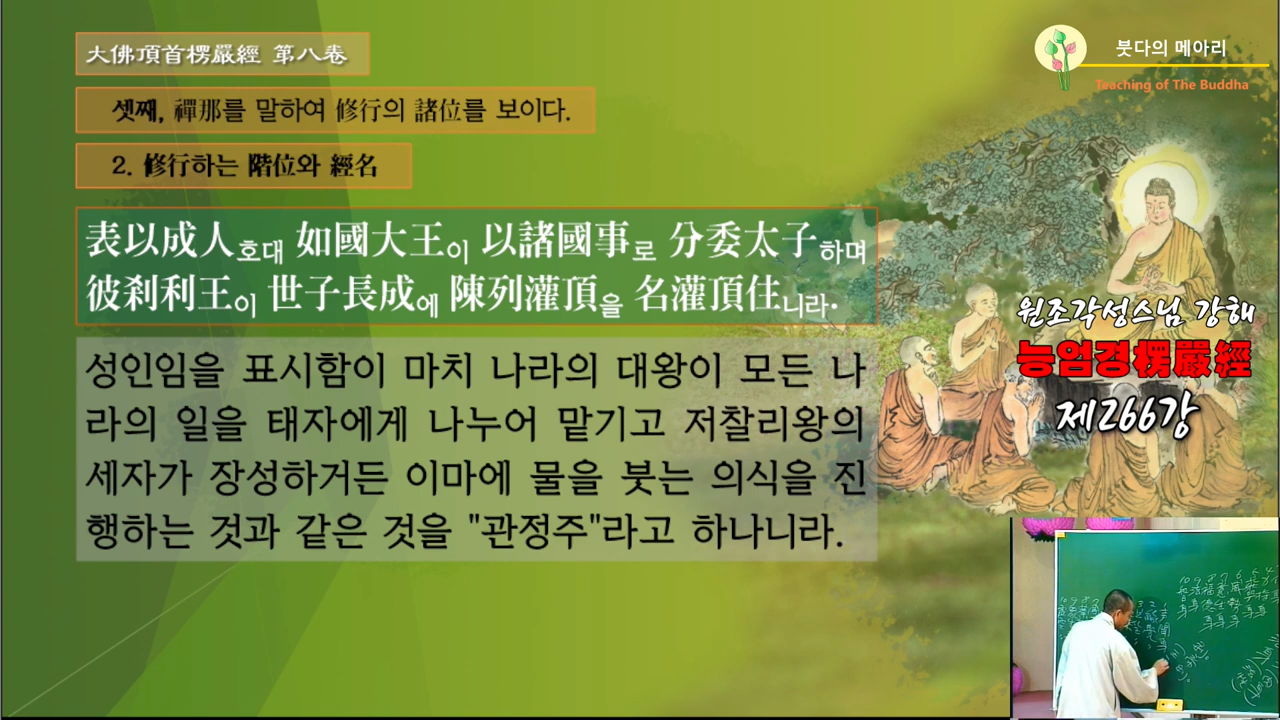 大佛頂首楞嚴經 第八卷
셋째, 禪那를 말하여 修行의 諸位를 보이다.
2. 修行하는 階位와 經名
表以成人호대 如國大王이 以諸國事로 分委太子하며
彼刹利王이 世子長成에 陳列灌頂을 名灌頂住니라.
성인임을 표시함이 마치 나라의 대왕이 모든 나
라의 일을 태자에게 나누어 맡기고 저찰리왕의
세자가 장성하거든 이마에 물을 붓는 의식을 진
행하는 것과 같은 것을 "관정주"라고 하나니라.
붓다의 메아리
Teaching of The Buddha
원조각성스님 강해
능엄경楞嚴經
제266강